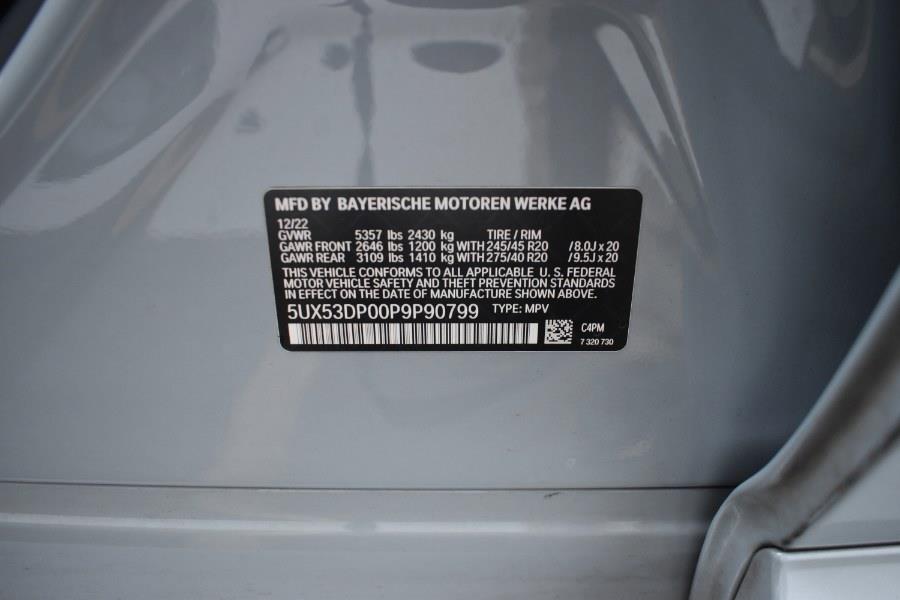 MFD BY BAYERISCHE MOTOREN WERKE AG
12/22
GVWR 5357 lbs 2430 kg TIRE / RIM
GAWR FRONT 2646 lbs 1200 kg WITH 245/45 R20 /8.0J x 20
GAWR REAR 3109 lbs 1410 kg WITH 275/40 R20 /9.5J x 20
THIS VEHICLE CONFORMS TO ALL APPLICABLE U.S. FEDERAL
MOTOR VEHICLE SAFETY AND THEFT PREVENTION STANDARDS
IN EFFECT ON THE DATE OF MANUFACTURE SHOWN ABOVE.
5UX53DP00P9P90799 TYPE: MPV
C4PM
7 320 730